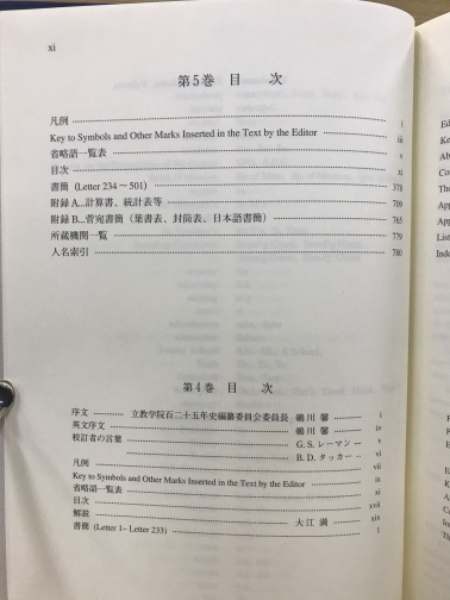 xi
第5巻 目 次
凡例 i
Key to Symbols and Other Marks Inserted in the Text by the Editor iii
省略語一覧表 v
目次 xi
書簡 (Letter 234～501) 378
附録A…計算書、統計表等 709
附録B…菅宛書簡(葉書表、封筒表、日本語書簡) 765
所蔵機関一覧 779
人名索引 780
第4巻 目 次
序文 立教学院百二十五年史編纂委員会委員長 鵜川 馨 i
英文序文 鵜川 馨 iv
校訂者の言葉 G.S.レーマン v
B.D.タッカー vi
凡例 vii
Key to Symbols and Other Marks Inserted in the Text by the Editor ix
省略語一覧表 xi
目次 xvii
解説 大江 満 xix
書簡 (Letter 1–Letter 233) 1